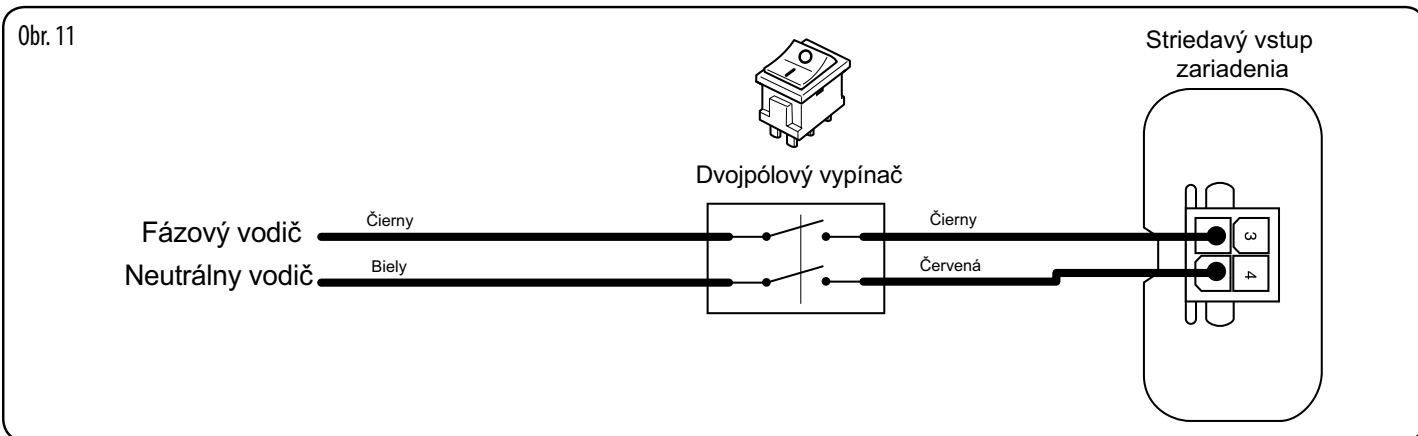 Obr. 11
Striedavý vstup
zariadenia
Dvojpólový vypínač
Fázový vodič
Čierny
Čierny
3
Neutrálny vodič
Biely
Červená
4